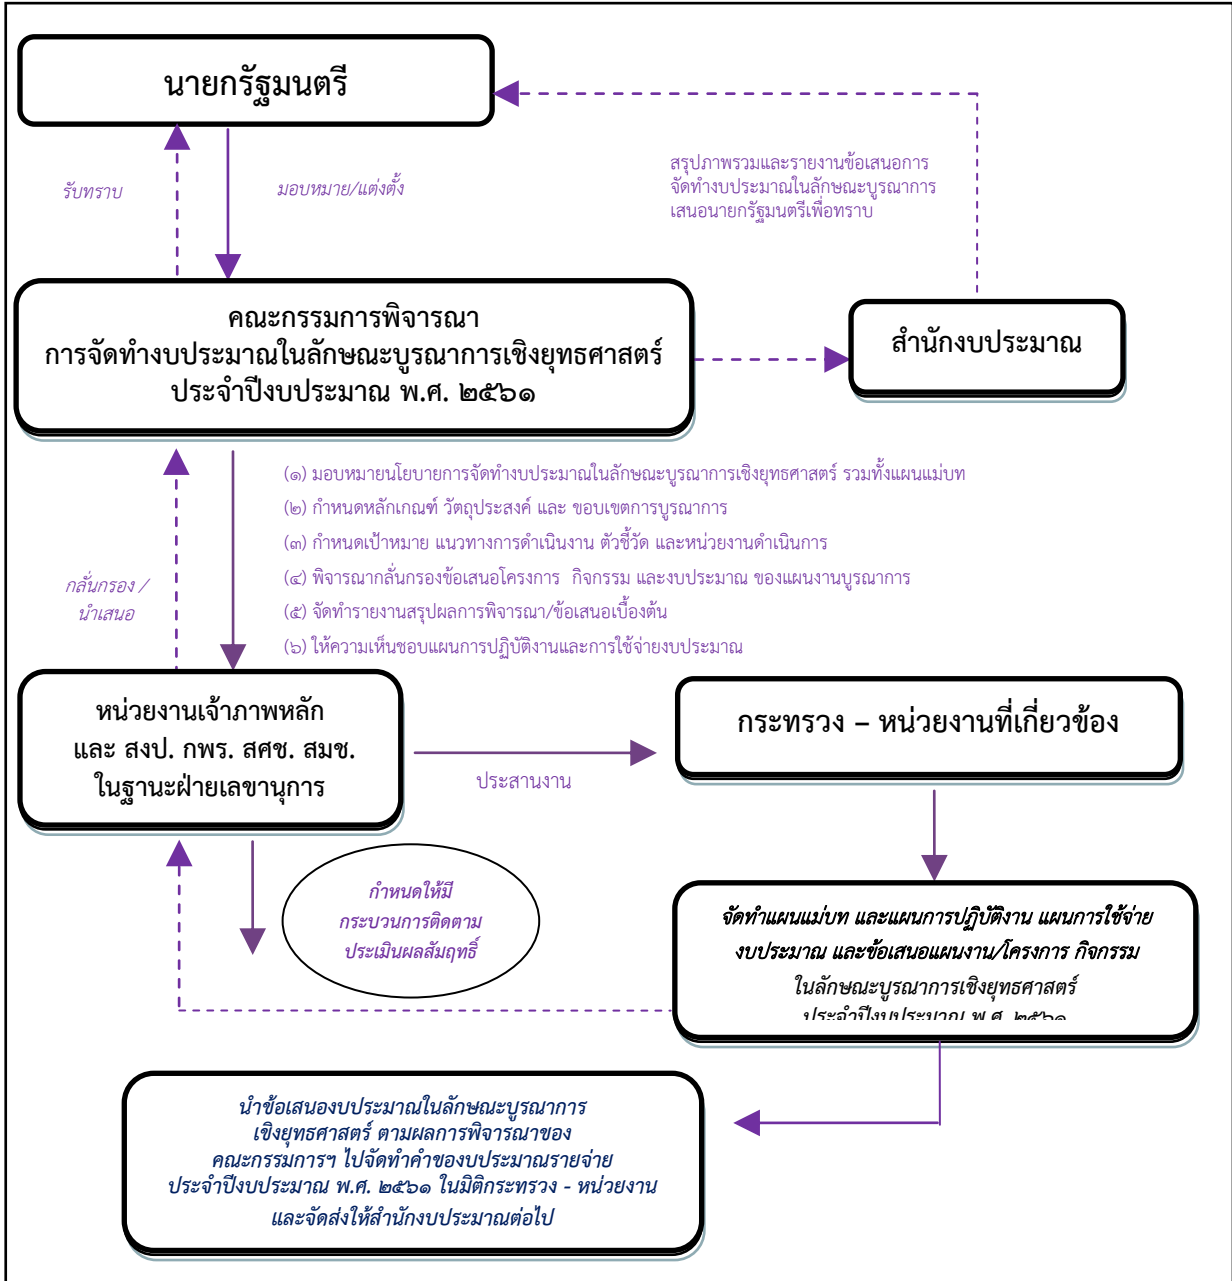 นายกรัฐมนตรี
รับทราบ
มอบหมาย/แต่งตั้ง
สรุปภาพรวมและรายงานข้อเสนอการ
จัดทำงบประมาณในลักษณะบูรณาการ
เสนอนายกรัฐมนตรีเพื่อทราบ
คณะกรรมการพิจารณา
การจัดทำงบประมาณในลักษณะบูรณาการเชิงยุทธศาสตร์
ประจำปีงบประมาณ พ.ศ. ๒๕๖๑
สำนักงบประมาณ
(๑) มอบหมายนโยบายการจัดทำงบประมาณในลักษณะบูรณาการเชิงยุทธศาสตร์ รวมทั้งแผนแม่บท
(๒) กำหนดหลักเกณฑ์ วัตถุประสงค์ และ ขอบเขตการบูรณาการ
(๓) กำหนดเป้าหมาย แนวทางการดำเนินงาน ตัวชี้วัด และหน่วยงานดำเนินการ
(๔) พิจารณากลั่นกรองข้อเสนอโครงการ กิจกรรม และงบประมาณ ของแผนงานบูรณาการ
(๕) จัดทำรายงานสรุปผลการพิจารณา/ข้อเสนอเบื้องต้น
(๖) ให้ความเห็นชอบแผนการปฏิบัติงานและการใช้จ่ายงบประมาณ
กลั่นกรอง /
นำเสนอ
หน่วยงานเจ้าภาพหลัก
และ สงป. กพร. สศช. สมช.
ในฐานะฝ่ายเลขานุการ
ประสานงาน
กระทรวง – หน่วยงานที่เกี่ยวข้อง
กำหนดให้มี
กระบวนการติดตาม
ประเมินผลสัมฤทธิ์
จัดทำแผนแม่บท และแผนการปฏิบัติงาน แผนการใช้จ่าย
งบประมาณ และข้อเสนอแผนงาน/โครงการ กิจกรรม
ในลักษณะบูรณาการเชิงยุทธศาสตร์
ประจำปีงบประมาณ พ.ศ. ๒๕๖๑
นำข้อเสนองบประมาณในลักษณะบูรณาการ
เชิงยุทธศาสตร์ ตามผลการพิจารณาของ
คณะกรรมการฯ ไปจัดทำคำของบประมาณรายจ่าย
ประจำปีงบประมาณ พ.ศ. ๒๕๖๑ ในมิติกระทรวง - หน่วยงาน
และจัดส่งให้สำนักงบประมาณต่อไป